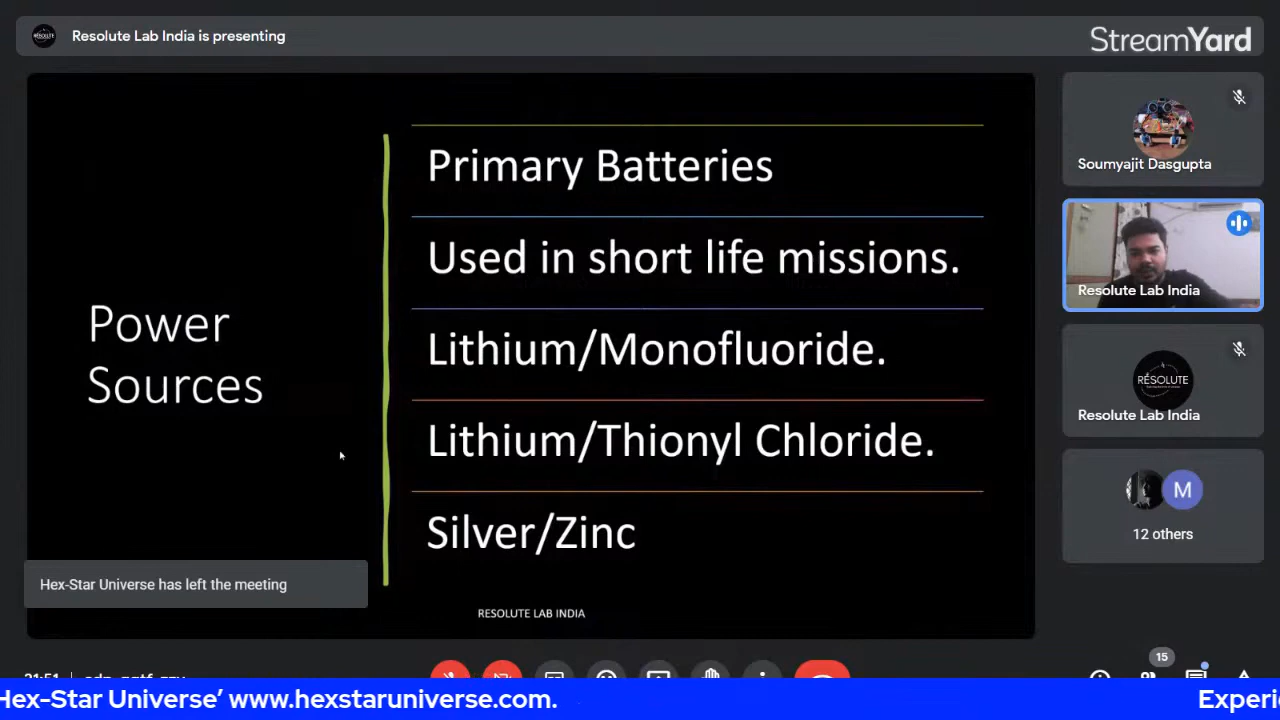 Resolute Lab India is presenting
StreamYard
Power
Sources
Primary Batteries
Used in short life missions.
Lithium/Monofluoride.
Lithium/Thionyl Chloride.
Silver/Zinc
RESOLUTE LAB INDIA
Hex-Star Universe has left the meeting
Soumyajit Dasgupta
Resolute Lab India
RÉSOLUTE
Resolute Lab India
M
12 others
15
Hex-Star Universe’ www.hexstaruniverse.com.